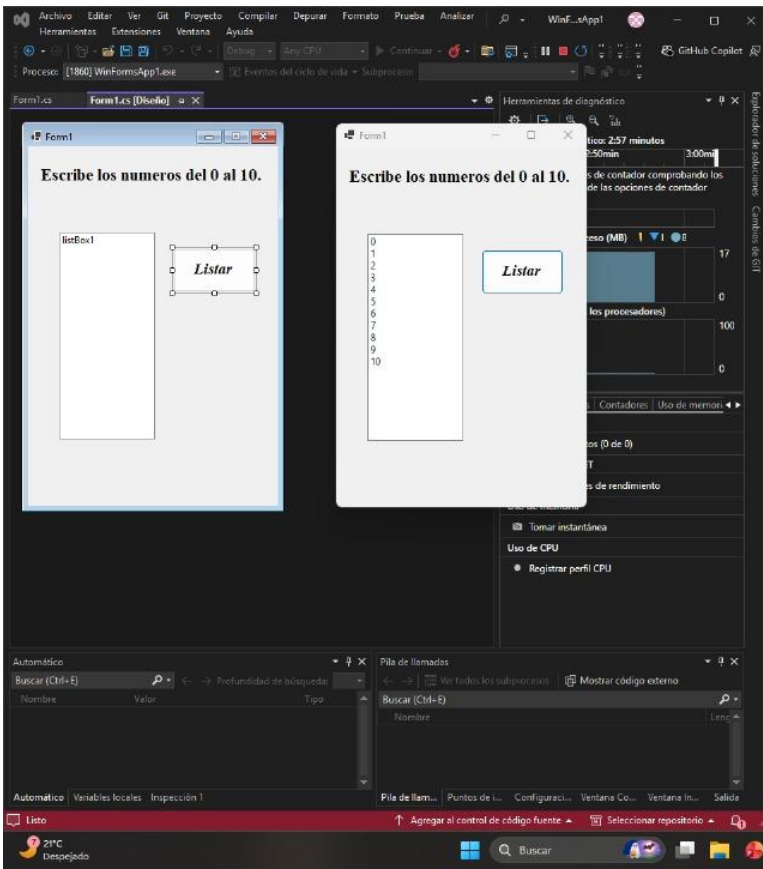 Archivo Editar Ver Git Proyecto Compilar Depurar Formato Prueba Analizar WinF...sApp1
Herramientas Extensiones Ventana Ayuda
Debug Any CPU Continuar GitHub Copilot
Proceso: [1860] WinFormsApp1.exe Eventos del ciclo de vida Subproceso:
Form1.cs Form1.cs [Diseño]
Herramientas de diagnóstico
Explorador de soluciones
Cambios de GIT
Form1
Escribe los numeros del 0 al 10.
listBox1
Listar
Form1
Escribe los numeros del 0 al 10.
0
1
2
3
4
5
6
7
8
9
10
Listar
tico: 2:57 minutos
2:50min 3:00mi
s de contador comprobando los
de las opciones de contador
eso (MB)
17
0
los procesadores)
100
0
Contadores Uso de memori
tos (0 de 0)
T
es de rendimiento
Tomar instantánea
Uso de CPU
Registrar perfil CPU
Automático
Buscar (Ctrl+E) Profundidad de búsqueda:
Nombre Valor Tipo
Automático Variables locales Inspección 1
Pila de llamadas
Ver todos los subprocesos Mostrar código externo
Buscar (Ctrl+E)
Nombre Leng
Pila de llam... Puntos de i... Configuraci... Ventana Co... Ventana In... Salida
Listo Agregar al control de código fuente Seleccionar repositorio
7
21°C
Despejado
Buscar